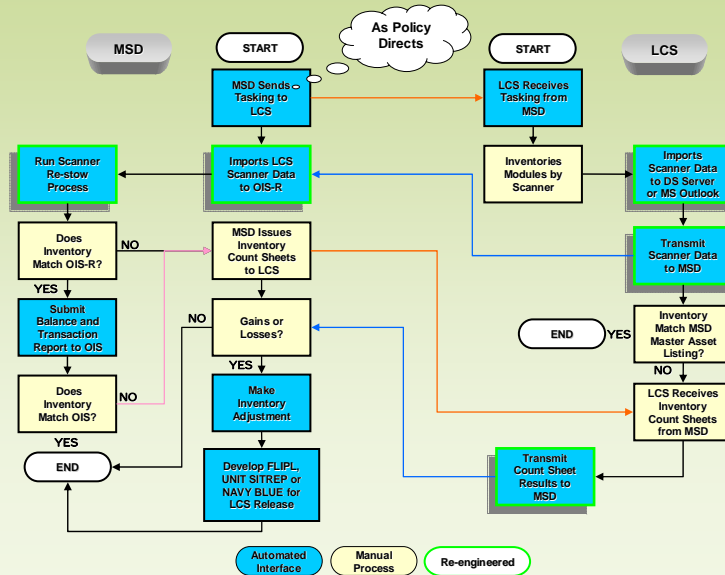 As Policy
Directs
MSD
START
START
LCS
MSD Sends
Tasking to
LCS
LCS Receives
Tasking from
MSD
Run Scanner
Re-stow
Process
Imports LCS
Scanner Data
to OIS-R
Inventories
Modules by
Scanner
Imports
Scanner Data
to DS Server
or MS Outlook
Does
Inventory
Match OIS-R?
NO
MSD Issues
Inventory
Count Sheets
to LCS
Transmit
Scanner Data
to MSD
YES
Submit
Balance and
Transaction
Report to OIS
NO
Gains or
Losses?
END
YES
Inventory
Match MSD
Master Asset
Listing?
YES
NO
Does
Inventory
Match OIS?
NO
Make
Inventory
Adjustment
LCS Receives
Inventory
Count Sheets
from MSD
YES
END
Develop FLIPL,
UNIT SITREP or
NAVY BLUE for
LCS Release
Transmit
Count Sheet
Results to
MSD
Automated
Interface
Manual
Process
Re-engineered